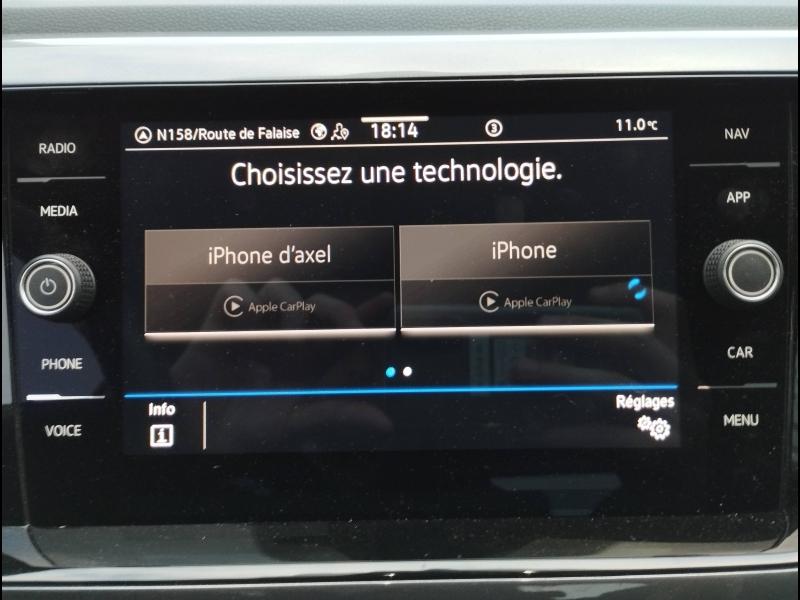 RADIO
MEDIA
PHONE
VOICE
N158/Route de Falaise 18:14 3 11.0°C
Choisissez une technologie.
iPhone d'axel
Apple CarPlay
iPhone
Apple CarPlay
Info
i
Réglages
NAV
APP
CAR
MENU